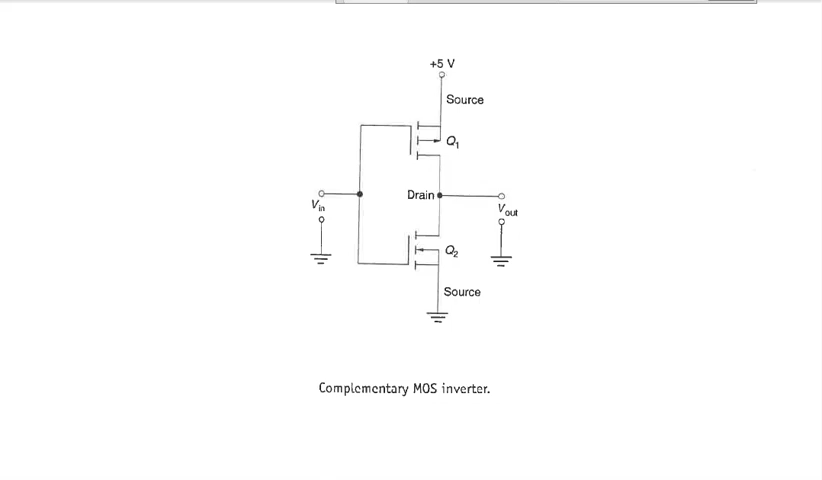 +5 V
Source
Q1
Drain
Vin
Vout
Q2
Source
Complementary MOS inverter.